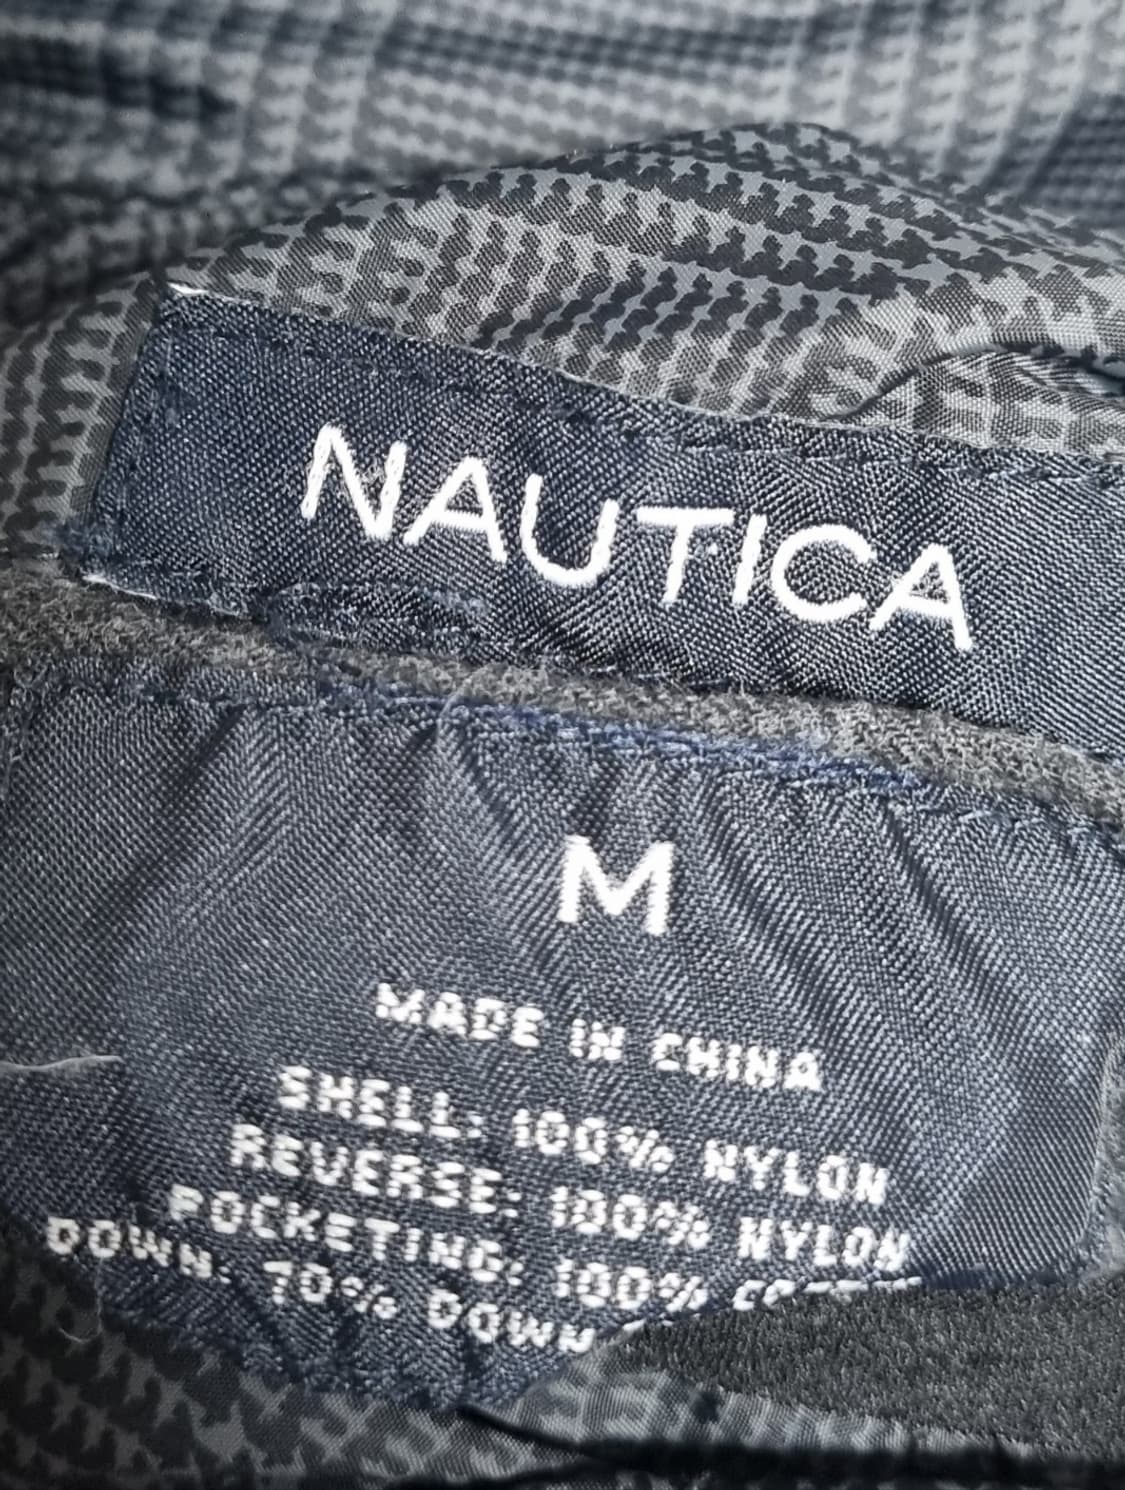 NAUTICA
M
MADE IN CHINA
SHELL: 100% NYLON
REVERSE: 100% NYLON
POCKETING: 100%
DOWN: 70% DOWN